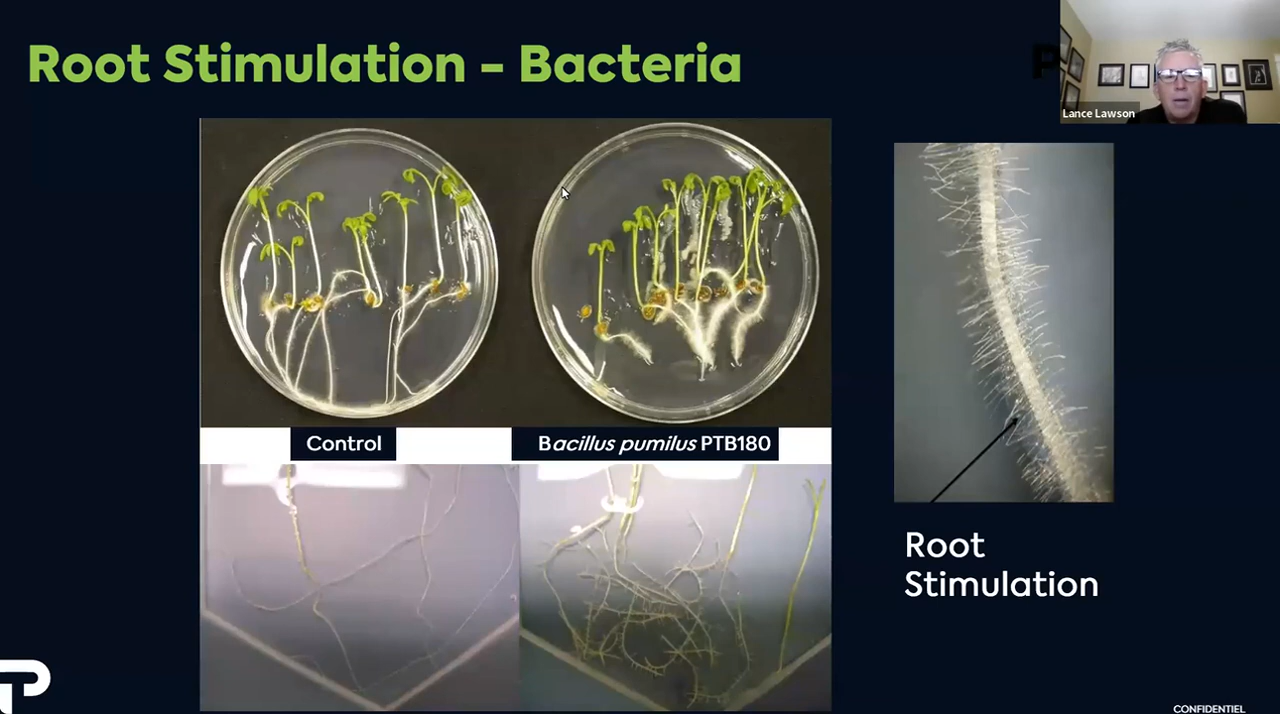 Root Stimulation - Bacteria
P
Lance Lawson
Control
Bacillus pumilus PTB180
Root
Stimulation
CONFIDENTIEL